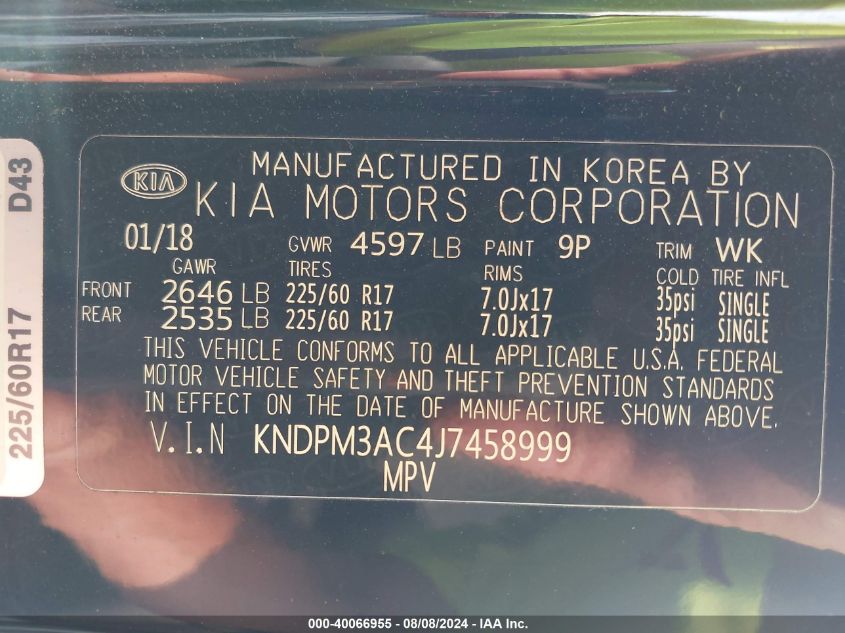 MANUFACTURED IN KOREA BY
KIA KIA MOTORS CORPORATION
01/18 GVWR 4597 LB PAINT 9P TRIM WK
GAWR TIRES RIMS COLD TIRE INFL
FRONT 2646 LB 225/60 R17 7.0Jx17 35psi SINGLE
REAR 2535 LB 225/60 R17 7.0Jx17 35psi SINGLE
THIS VEHICLE CONFORMS TO ALL APPLICABLE U.S.A. FEDERAL
MOTOR VEHICLE SAFETY AND THEFT PREVENTION STANDARDS
IN EFFECT ON THE DATE OF MANUFACTURE SHOWN ABOVE.
V.I.N KNDPM3AC4J7458999
MPV
225/60R17 D43
000-40066955 - 08/08/2024 - IAA Inc.